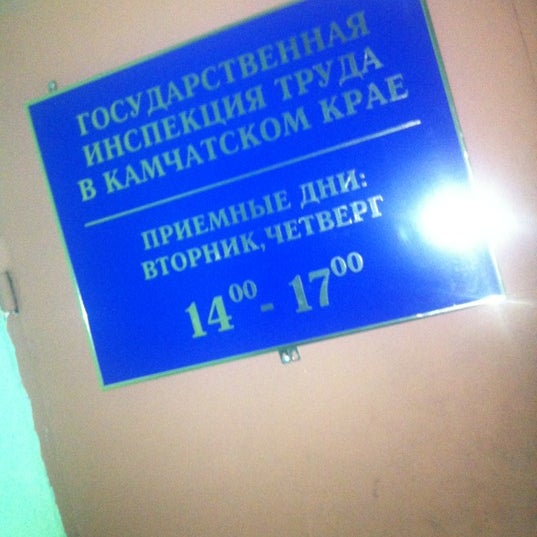 ГОСУДАРСТВЕННАЯ
ИНСПЕКЦИЯ ТРУДА
В КАМЧАТСКОМ КРАЕ
ПРИЕМНЫЕ ДНИ:
ВТОРНИК, ЧЕТВЕРГ
14⁰⁰ - 17⁰⁰